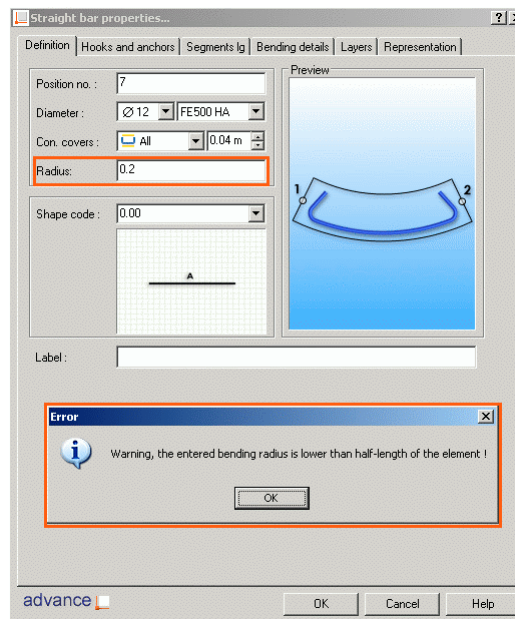 Straight bar properties...
Definition Hooks and anchors Segments lg Bending details Layers Representation
Preview
Position no. : 7
Diameter : Ø 12 FE500 HA
Con. covers : All 0.04 m
Radius: 0.2
1 2
Shape code : 0.00
A
Label :
Error
Warning, the entered bending radius is lower than half-length of the element !
OK
advance OK Cancel Help